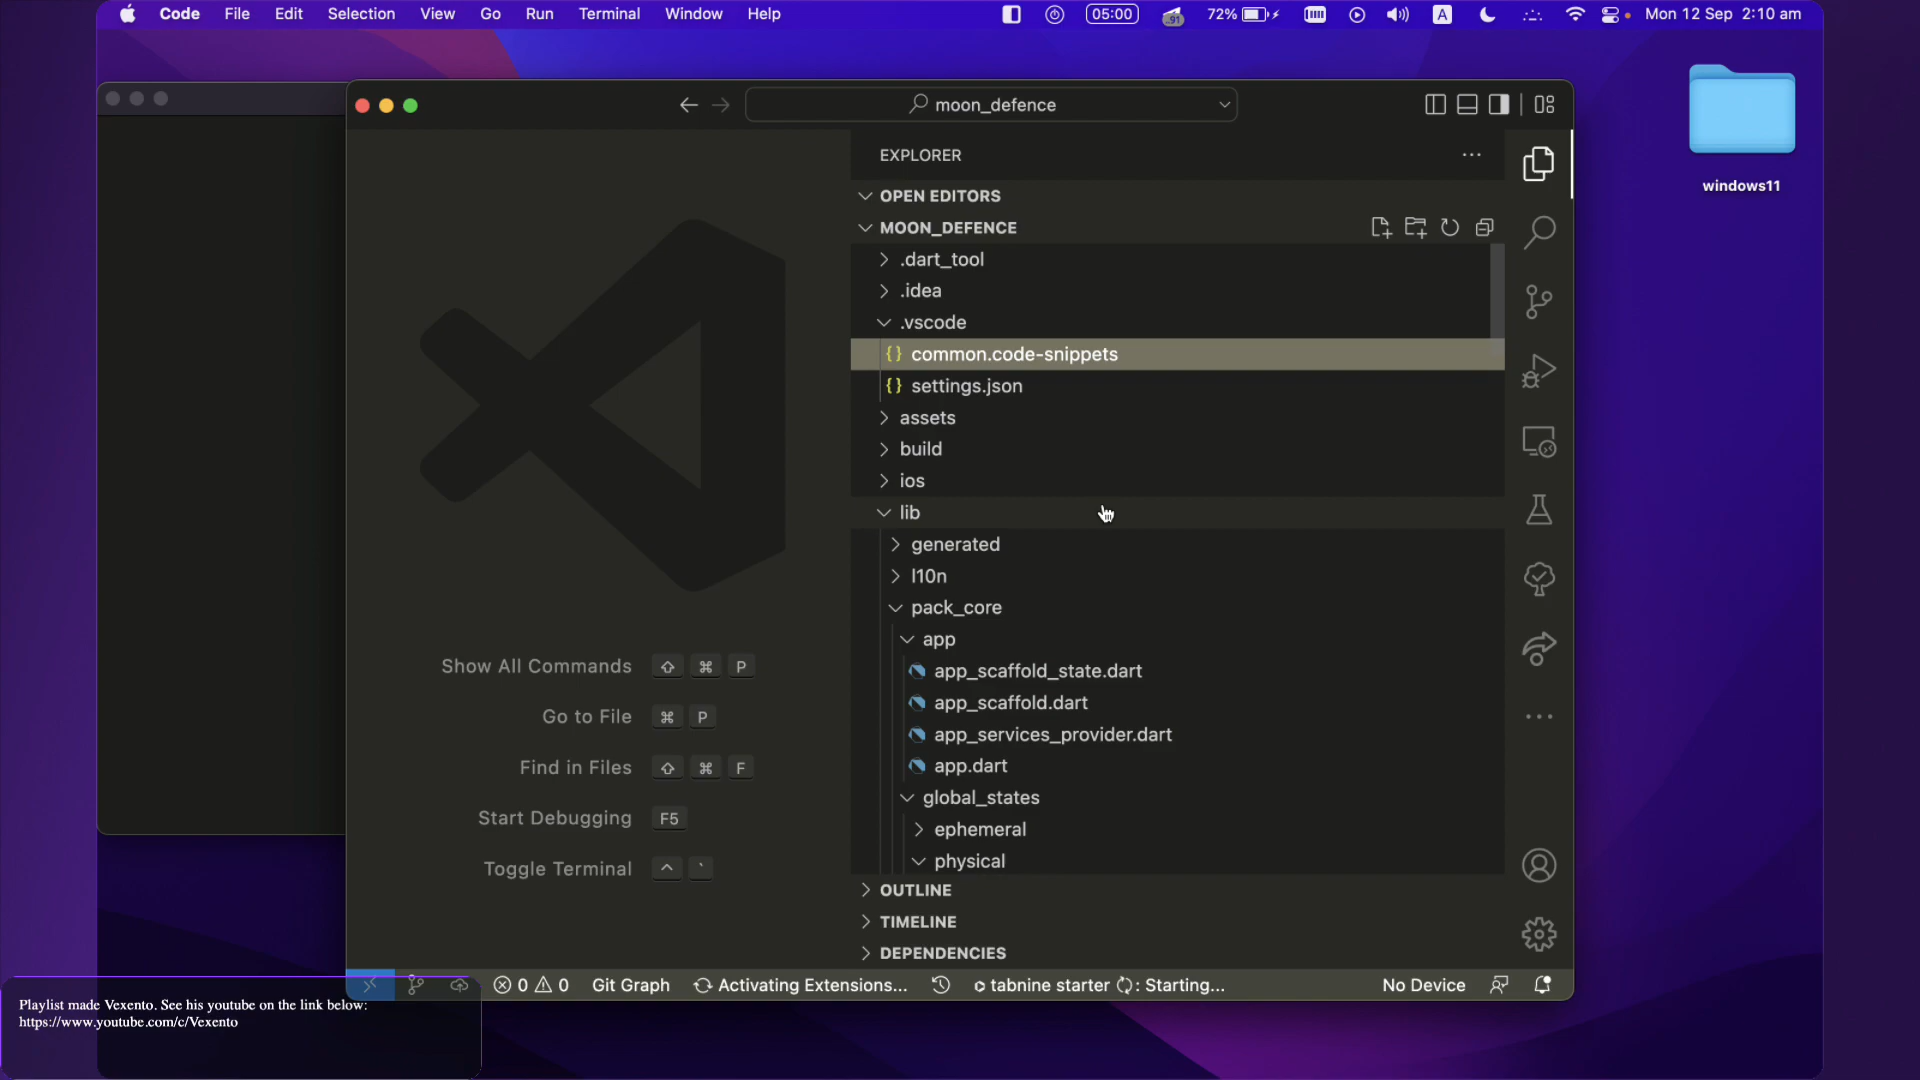 Code File Edit Selection View Go Run Terminal Window Help 05:00 72% A Mon 12 Sep 2:10 am
windows11
moon_defence
EXPLORER
OPEN EDITORS
MOON_DEFENCE
.dart_tool
.idea
.vscode
{} common.code-snippets
{} settings.json
assets
build
ios
lib
generated
l10n
pack_core
app
app_scaffold_state.dart
app_scaffold.dart
app_services_provider.dart
app.dart
global_states
ephemeral
physical
OUTLINE
TIMELINE
DEPENDENCIES
Show All Commands ⇧ ⌘ P
Go to File ⌘ P
Find in Files ⇧ ⌘ F
Start Debugging F5
Toggle Terminal ^ `
0 0 Git Graph Activating Extensions... tabnine starter : Starting... No Device
Playlist made Vexento. See his youtube on the link below:
https://www.youtube.com/c/Vexento